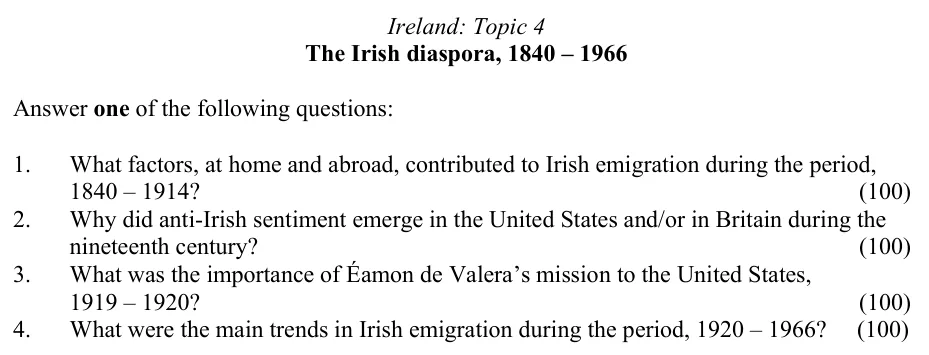 Ireland: Topic 4
The Irish diaspora, 1840 – 1966
Answer one of the following questions:
1. What factors, at home and abroad, contributed to Irish emigration during the period,
1840 – 1914? (100)
2. Why did anti-Irish sentiment emerge in the United States and/or in Britain during the
nineteenth century? (100)
3. What was the importance of Éamon de Valera’s mission to the United States,
1919 – 1920? (100)
4. What were the main trends in Irish emigration during the period, 1920 – 1966? (100)